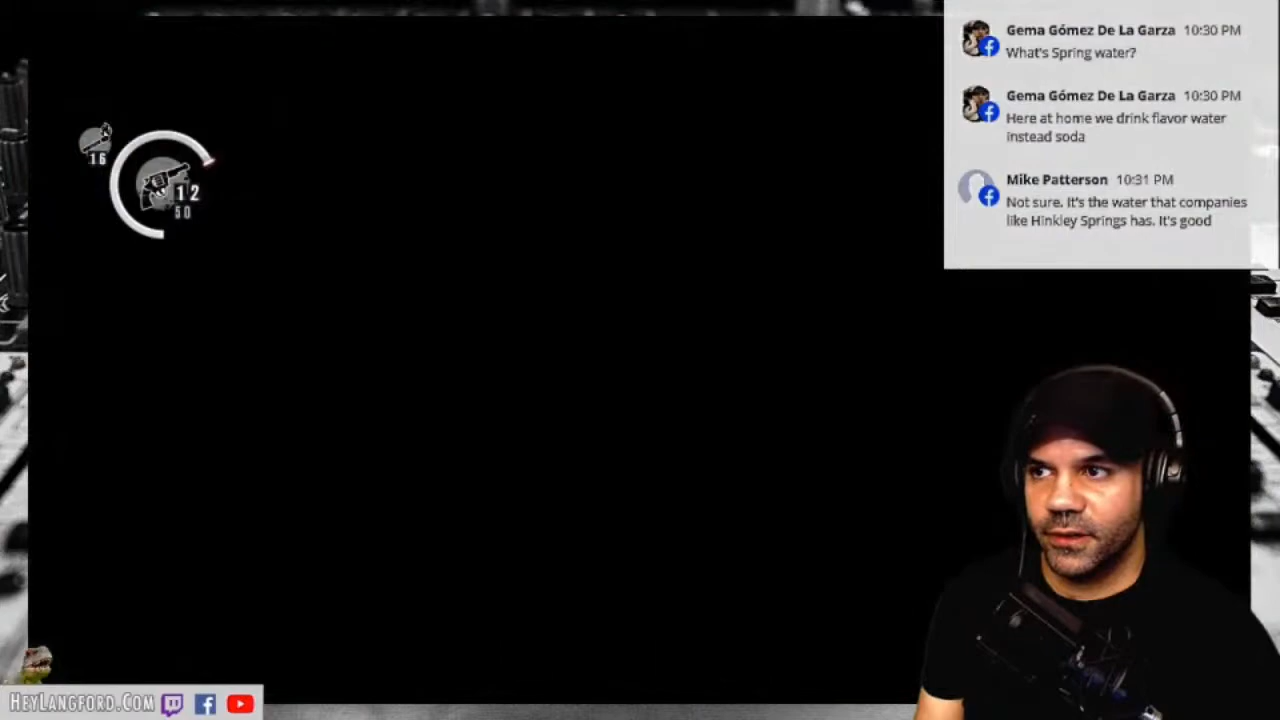 Gema Gómez De La Garza 10:30 PM
What's Spring water?
Gema Gómez De La Garza 10:30 PM
Here at home we drink flavor water
instead soda
Mike Patterson 10:31 PM
Not sure. It's the water that companies
like Hinkley Springs has. It's good
16
12
50
HEYLANGFORD.COM